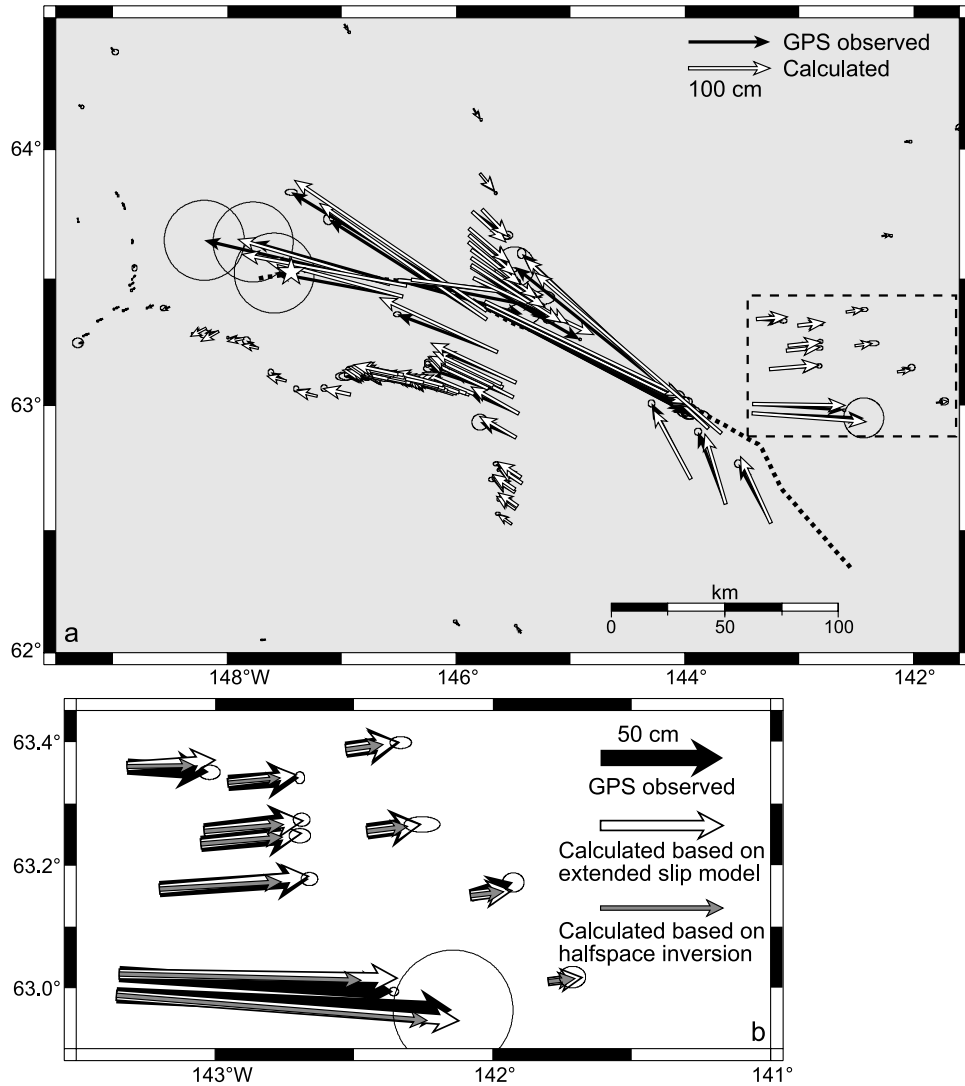 GPS observed
Calculated
100 cm
64°
63°
62°
km
0 50 100
a
148°W 146° 144° 142°
63.4°
63.2°
63.0°
50 cm
GPS observed
Calculated based on
extended slip model
Calculated based on
halfspace inversion
b
143°W 142° 141°